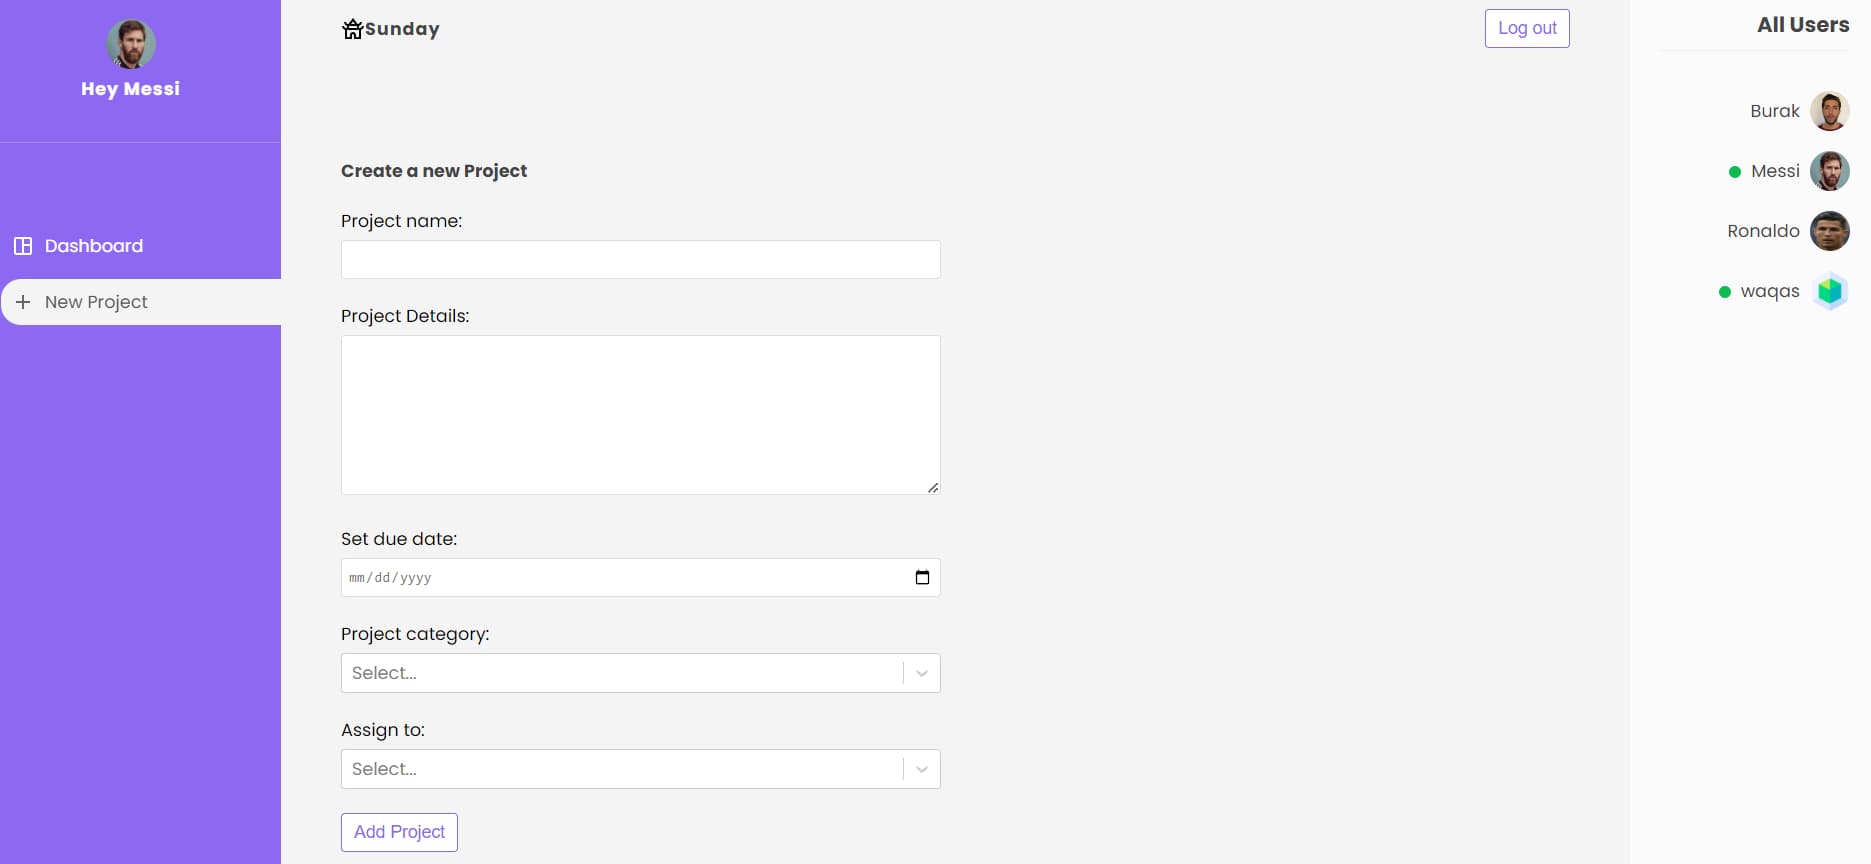 Hey Messi
Dashboard
New Project
Sunday
Log out
Create a new Project
Project name:
Project Details:
Set due date:
mm/dd/yyyy
Project category:
Select...
Assign to:
Select...
Add Project
All Users
Burak
Messi
Ronaldo
waqas